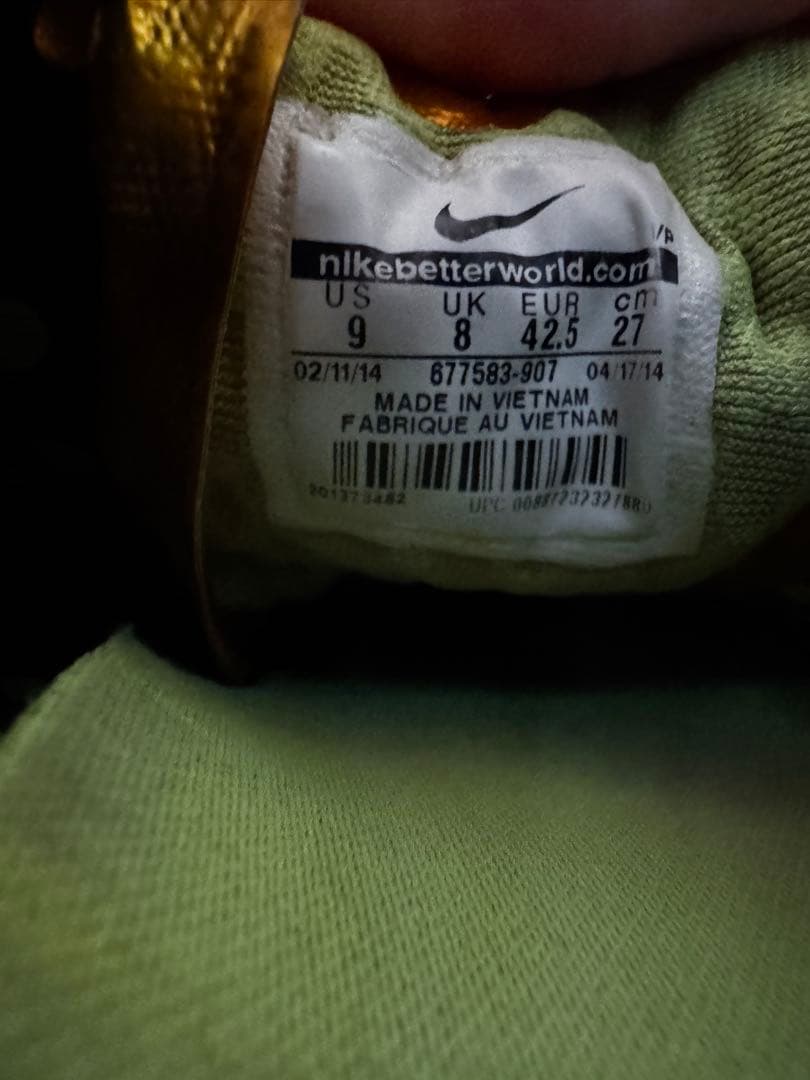 nikebetterworld.com
US UK EUR cm
9 8 42.5 27
02/11/14 677583-907 04/17/14
MADE IN VIETNAM
FABRIQUE AU VIETNAM
UPC